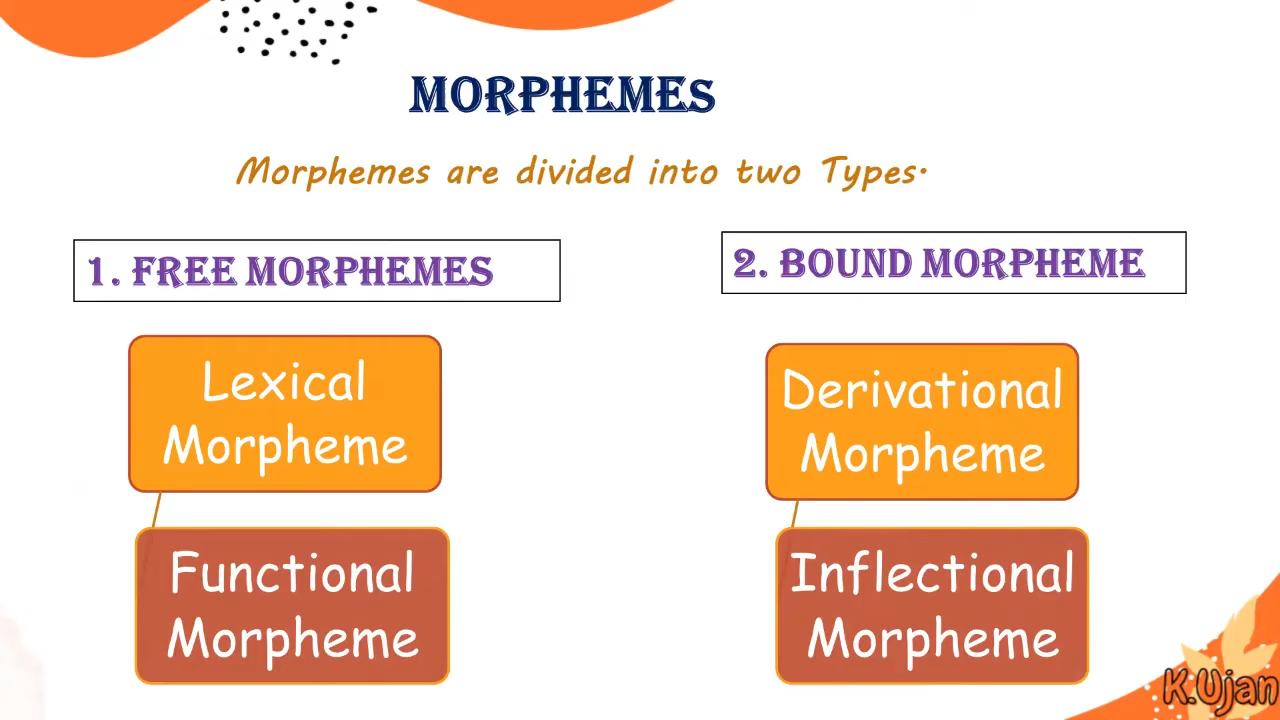 MORPHEMES
Morphemes are divided into two Types.
1. FREE MORPHEMES
Lexical
Morpheme
Functional
Morpheme
2. BOUND MORPHEME
Derivational
Morpheme
Inflectional
Morpheme
K.Ujan